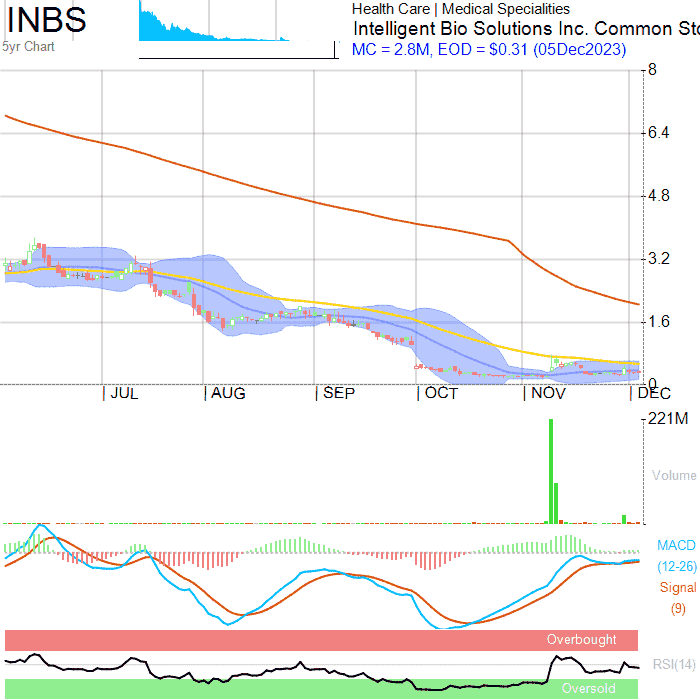 INBS
5yr Chart
Health Care | Medical Specialities
Intelligent Bio Solutions Inc. Common Sto
MC = 2.8M, EOD = $0.31 (05Dec2023)
8
6.4
4.8
3.2
1.6
0
JUL AUG SEP OCT NOV DEC
221M
Volume
MACD
(12-26)
Signal
(9)
Overbought
RSI(14)
Oversold